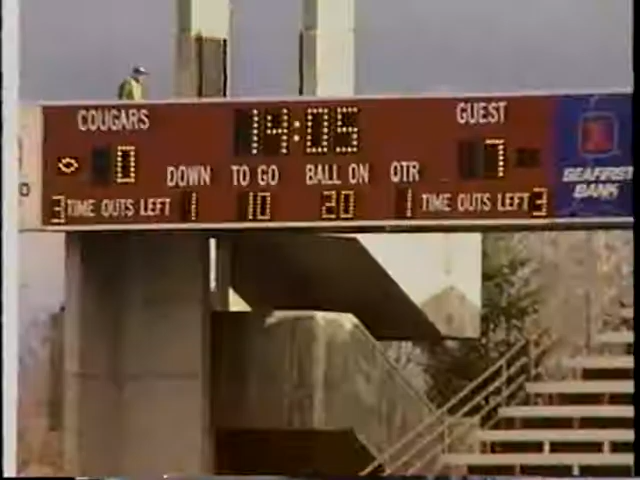 COUGARS 14:05 GUEST
0 7
DOWN TO GO BALL ON QTR
3 TIME OUTS LEFT 1 10 20 1 TIME OUTS LEFT 3
SEAFIRST
BANK